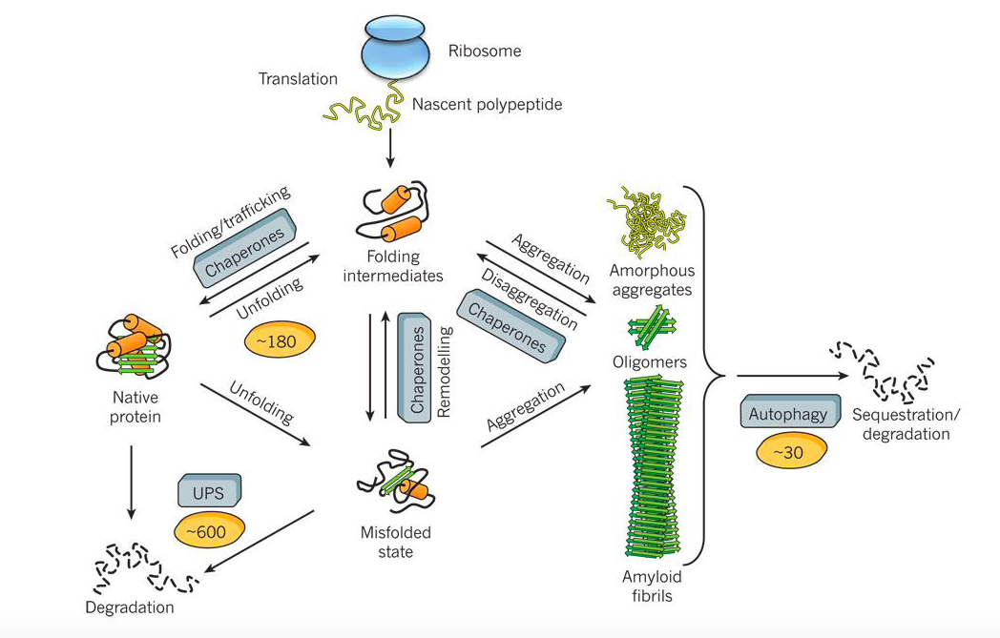 Ribosome
Translation
Nascent polypeptide
Folding/trafficking
Chaperones
Unfolding
~180
Folding
intermediates
Aggregation
Disaggregation
Chaperones
Amorphous
aggregates
Oligomers
Chaperones
Remodelling
Native
protein
Unfolding
Aggregation
Autophagy
~30
Sequestration/
degradation
UPS
~600
Misfolded
state
Amyloid
fibrils
Degradation